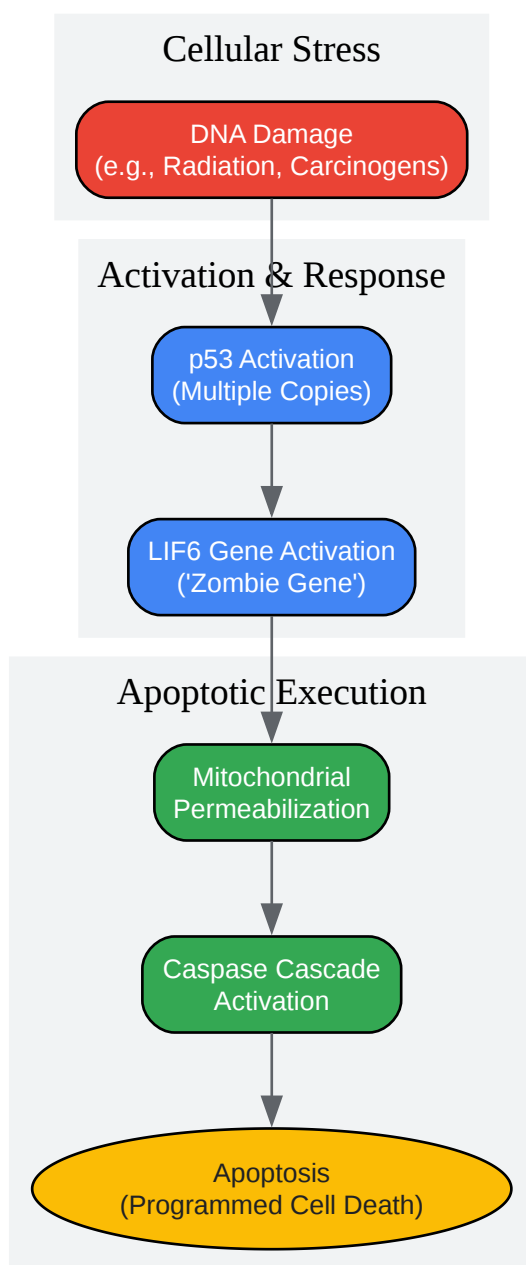 Cellular Stress
DNA Damage
(e.g., Radiation, Carcinogens)
Activation & Response
p53 Activation
(Multiple Copies)
LIF6 Gene Activation
('Zombie Gene')
Apoptotic Execution
Mitochondrial
Permeabilization
Caspase Cascade
Activation
Apoptosis
(Programmed Cell Death)